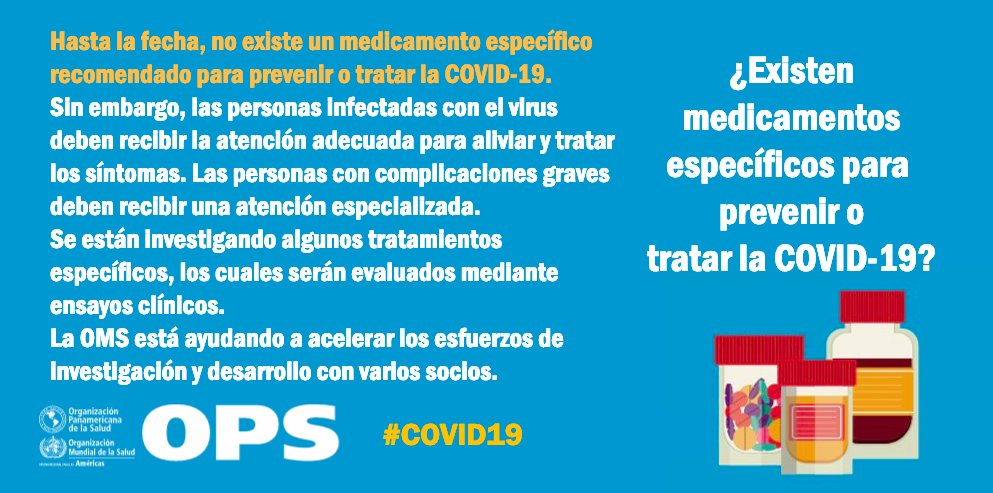 Hasta la fecha, no existe un medicamento específico
recomendado para prevenir o tratar la COVID-19.
Sin embargo, las personas infectadas con el virus
deben recibir la atención adecuada para aliviar y tratar
los síntomas. Las personas con complicaciones graves
deben recibir una atención especializada.
Se están investigando algunos tratamientos
específicos, los cuales serán evaluados mediante
ensayos clínicos.
La OMS está ayudando a acelerar los esfuerzos de
investigación y desarrollo con varios socios.
¿Existen
medicamentos
específicos para
prevenir o
tratar la COVID-19?
Organización
Panamericana
de la Salud
Organización
Mundial de la Salud
Américas
OPS
#COVID19